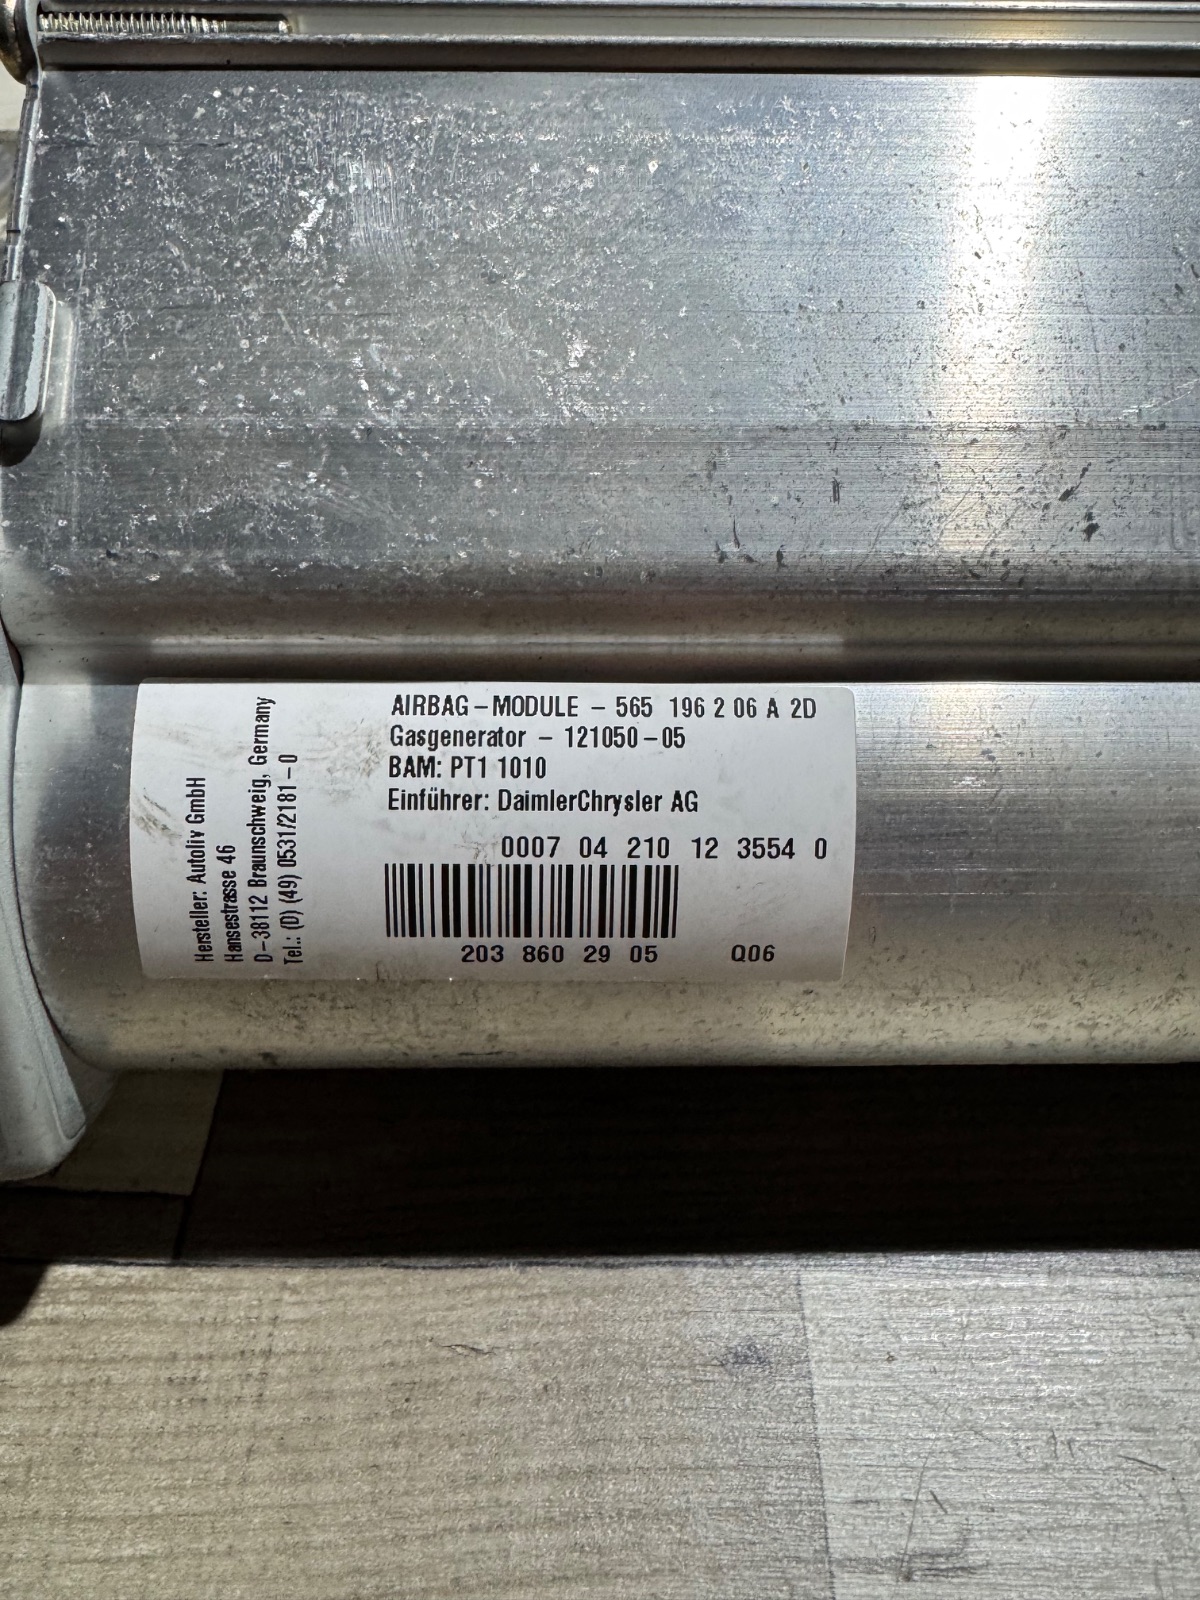 AIRBAG-MODULE - 565 196 2 06 A 2D
Gasgenerator - 121050-05
BAM: PT1 1010
Einführer: DaimlerChrysler AG
0007 04 210 12 3554 0
203 860 29 05 Q06
Hersteller: Autoliv GmbH
Hansestrasse 46
D-38112 Braunschweig, Germany
Tel.: (D) (49) 0531/2181-0